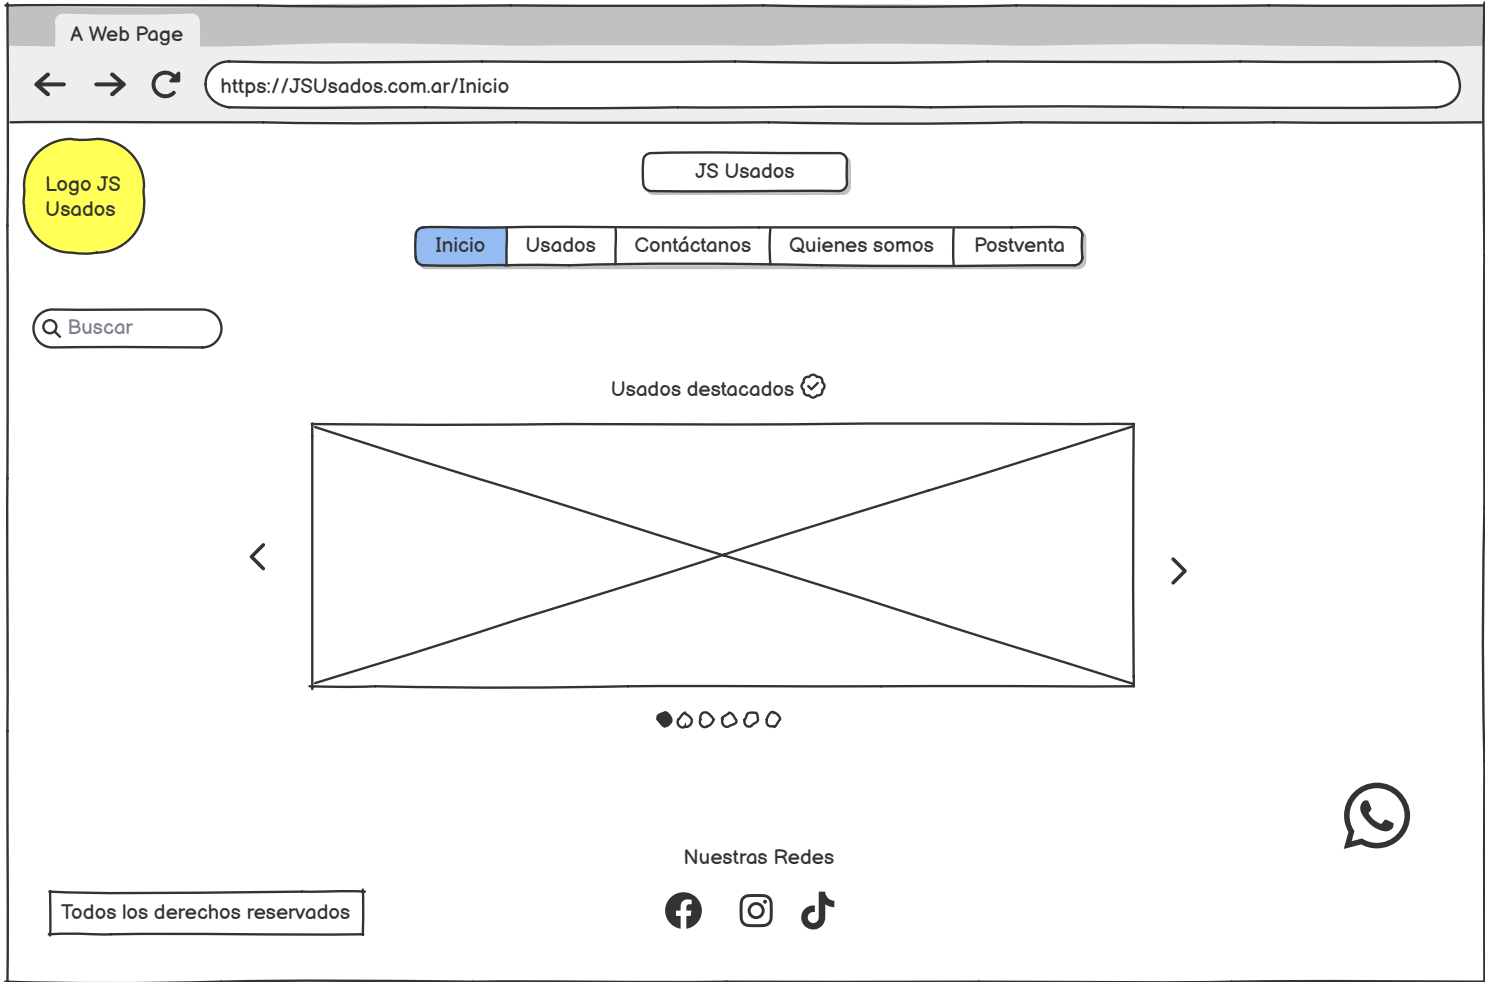 A Web Page
https://JSUsados.com.ar/Inicio
Logo JS
Usados
JS Usados
Inicio Usados Contáctanos Quienes somos Postventa
Buscar
Usados destacados
Nuestras Redes
Todos los derechos reservados